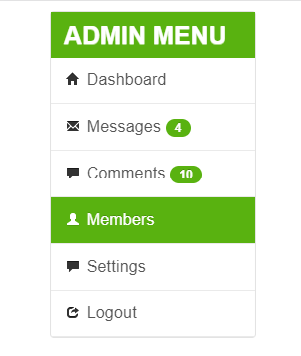 ADMIN MENU
Dashboard
Messages 4
Comments 10
Members
Settings
Logout